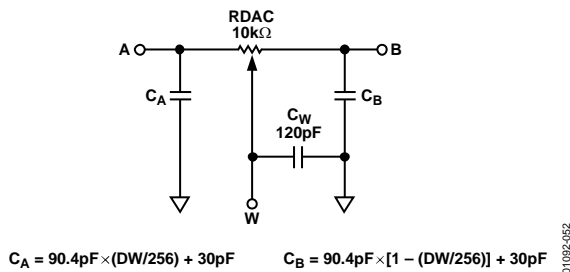 RDAC
10kΩ
A
B
C_A
C_B
C_W
120pF
W
C_A = 90.4pF×(DW/256) + 30pF
C_B = 90.4pF×[1 – (DW/256)] + 30pF
01092-052